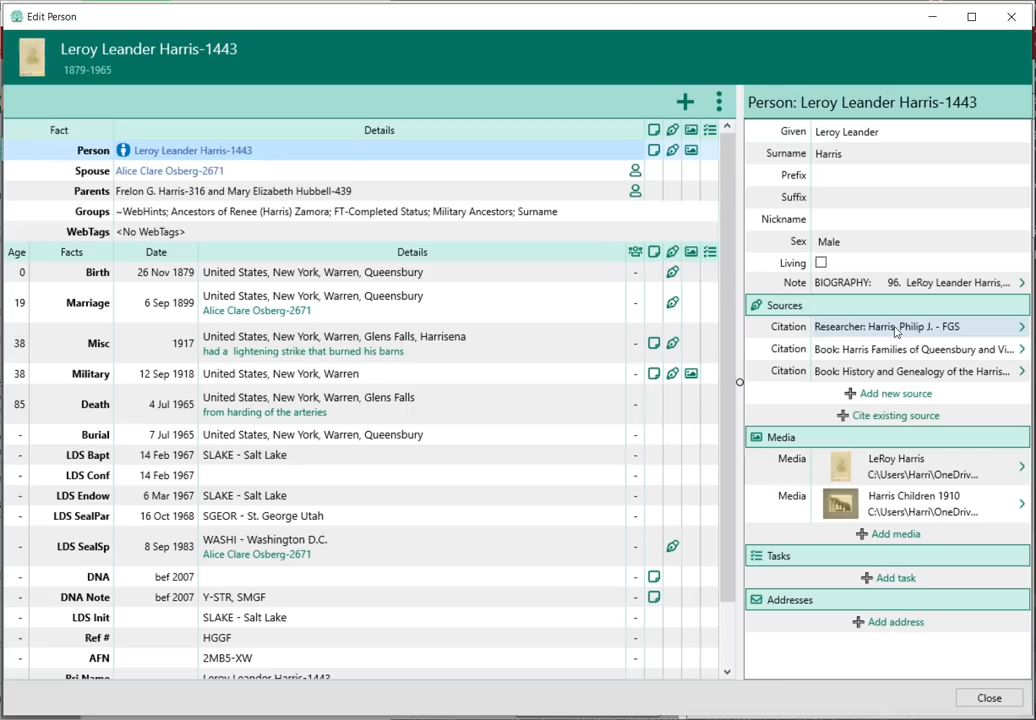 Edit Person
Leroy Leander Harris-1443
1879-1965
Fact Details
Person Leroy Leander Harris-1443
Spouse Alice Clare Osberg-2671
Parents Frelon G. Harris-316 and Mary Elizabeth Hubbell-439
Groups ~WebHints; Ancestors of Renee (Harris) Zamora; FT-Completed Status; Military Ancestors; Surname
WebTags <No WebTags>
Age Facts Date Details
0 Birth 26 Nov 1879 United States, New York, Warren, Queensbury -
19 Marriage 6 Sep 1899 United States, New York, Warren, Queensbury -
Alice Clare Osberg-2671
38 Misc 1917 United States, New York, Warren, Glens Falls, Harrisena -
had a lightening strike that burned his barns
38 Military 12 Sep 1918 United States, New York, Warren -
85 Death 4 Jul 1965 United States, New York, Warren, Glens Falls -
from harding of the arteries
- Burial 7 Jul 1965 United States, New York, Warren, Queensbury -
- LDS Bapt 14 Feb 1967 SLAKE - Salt Lake -
- LDS Conf 14 Feb 1967 -
- LDS Endow 6 Mar 1967 SLAKE - Salt Lake -
- LDS SealPar 16 Oct 1968 SGEOR - St. George Utah -
- LDS SealSp 8 Sep 1983 WASHI - Washington D.C. -
Alice Clare Osberg-2671
- DNA bef 2007 -
- DNA Note bef 2007 Y-STR, SMGF -
- LDS Init SLAKE - Salt Lake -
- Ref # HGGF -
- AFN 2MB5-XW -
Pri Name Leroy Leander Harris-1443
Person: Leroy Leander Harris-1443
Given Leroy Leander
Surname Harris
Prefix
Suffix
Nickname
Sex Male
Living
Note BIOGRAPHY: 96. LeRoy Leander Harris,...
Sources
Citation Researcher: Harris, Philip J. - FGS
Citation Book: Harris Families of Queensbury and Vi...
Citation Book: History and Genealogy of the Harris...
Add new source
Cite existing source
Media
Media LeRoy Harris
C:\Users\Harri\OneDriv...
Media Harris Children 1910
C:\Users\Harri\OneDriv...
Add media
Tasks
Add task
Addresses
Add address
Close